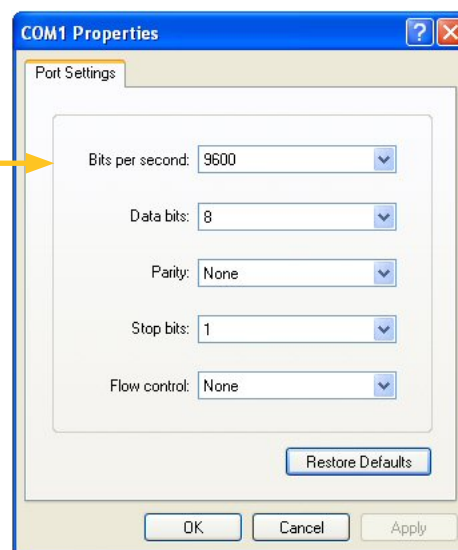 COM1 Properties
Port Settings
Bits per second: 9600
Data bits: 8
Parity: None
Stop bits: 1
Flow control: None
Restore Defaults
OK Cancel Apply